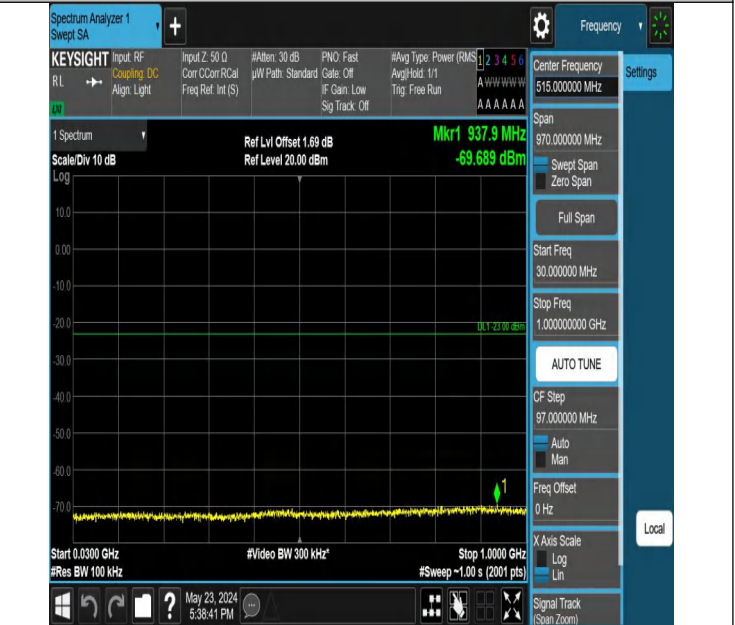 Spectrum Analyzer 1
Swept SA
+
Frequency
KEYSIGHT
RL
LXI
Input: RF
Coupling: DC
Align: Light
Input Z: 50 Ω
Corr CCorr RCal
Freq Ref: Int (S)
#Atten: 30 dB
µW Path: Standard
PNO: Fast
Gate: Off
IF Gain: Low
Sig Track: Off
#Avg Type: Power (RMS
Avg|Hold: 1/1
Trig: Free Run
1 2 3 4 5 6
A W W W W W
A A A A A A
1 Spectrum
Scale/Div 10 dB
Log
Ref Lvl Offset 1.69 dB
Ref Level 20.00 dBm
Mkr1 937.9 MHz
-69.689 dBm
10.0
0.00
-10.0
-20.0
DL1 -23.00 dBm
-30.0
-40.0
-50.0
-60.0
-70.0
1
Start 0.0300 GHz
#Res BW 100 kHz
#Video BW 300 kHz*
Stop 1.0000 GHz
#Sweep ~1.00 s (2001 pts)
Center Frequency
515.000000 MHz
Span
970.000000 MHz
Swept Span
Zero Span
Full Span
Start Freq
30.000000 MHz
Stop Freq
1.000000000 GHz
AUTO TUNE
CF Step
97.000000 MHz
Auto
Man
Freq Offset
0 Hz
X Axis Scale
Log
Lin
Signal Track
(Span Zoom)
Settings
Local
?
May 23, 2024
5:38:41 PM